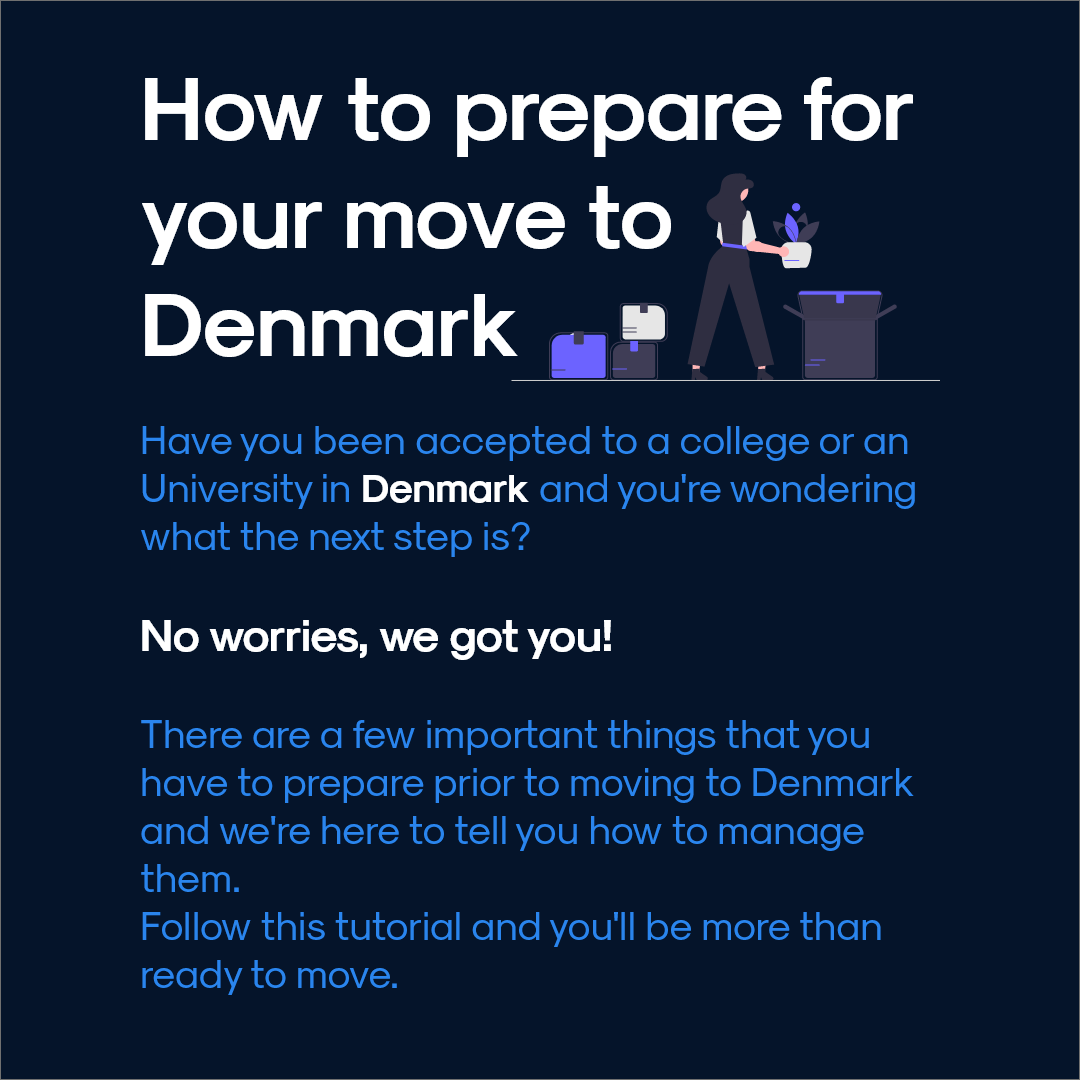 How to prepare for
your move to
Denmark
Have you been accepted to a college or an
University in Denmark and you're wondering
what the next step is?
No worries, we got you!
There are a few important things that you
have to prepare prior to moving to Denmark
and we're here to tell you how to manage
them.
Follow this tutorial and you'll be more than
ready to move.